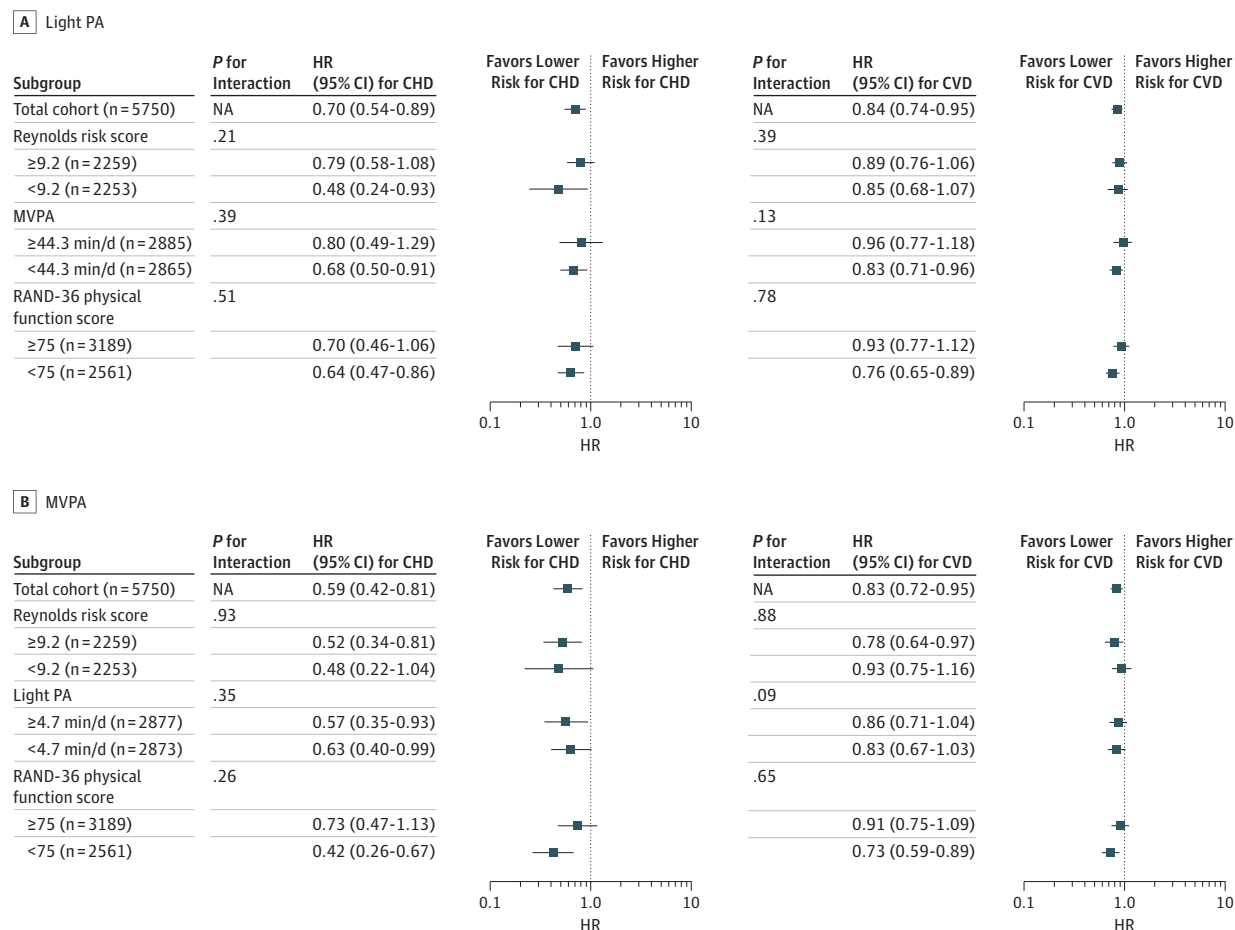 A Light PA
Subgroup P for Interaction HR (95% CI) for CHD Favors Lower Risk for CHD Favors Higher Risk for CHD P for Interaction HR (95% CI) for CVD Favors Lower Risk for CVD Favors Higher Risk for CVD
Total cohort (n=5750) NA 0.70 (0.54-0.89) NA 0.84 (0.74-0.95)
Reynolds risk score .21 .39
≥9.2 (n=2259) 0.79 (0.58-1.08) 0.89 (0.76-1.06)
<9.2 (n=2253) 0.48 (0.24-0.93) 0.85 (0.68-1.07)
MVPA .39 .13
≥44.3 min/d (n=2885) 0.80 (0.49-1.29) 0.96 (0.77-1.18)
<44.3 min/d (n=2865) 0.68 (0.50-0.91) 0.83 (0.71-0.96)
RAND-36 physical .51 .78
function score
≥75 (n=3189) 0.70 (0.46-1.06) 0.93 (0.77-1.12)
<75 (n=2561) 0.64 (0.47-0.86) 0.76 (0.65-0.89)
0.1 1.0 10 0.1 1.0 10
HR HR
B MVPA
Subgroup P for Interaction HR (95% CI) for CHD Favors Lower Risk for CHD Favors Higher Risk for CHD P for Interaction HR (95% CI) for CVD Favors Lower Risk for CVD Favors Higher Risk for CVD
Total cohort (n=5750) NA 0.59 (0.42-0.81) NA 0.83 (0.72-0.95)
Reynolds risk score .93 .88
≥9.2 (n=2259) 0.52 (0.34-0.81) 0.78 (0.64-0.97)
<9.2 (n=2253) 0.48 (0.22-1.04) 0.93 (0.75-1.16)
Light PA .35 .09
≥4.7 min/d (n=2877) 0.57 (0.35-0.93) 0.86 (0.71-1.04)
<4.7 min/d (n=2873) 0.63 (0.40-0.99) 0.83 (0.67-1.03)
RAND-36 physical .26 .65
function score
≥75 (n=3189) 0.73 (0.47-1.13) 0.91 (0.75-1.09)
<75 (n=2561) 0.42 (0.26-0.67) 0.73 (0.59-0.89)
0.1 1.0 10 0.1 1.0 10
HR HR